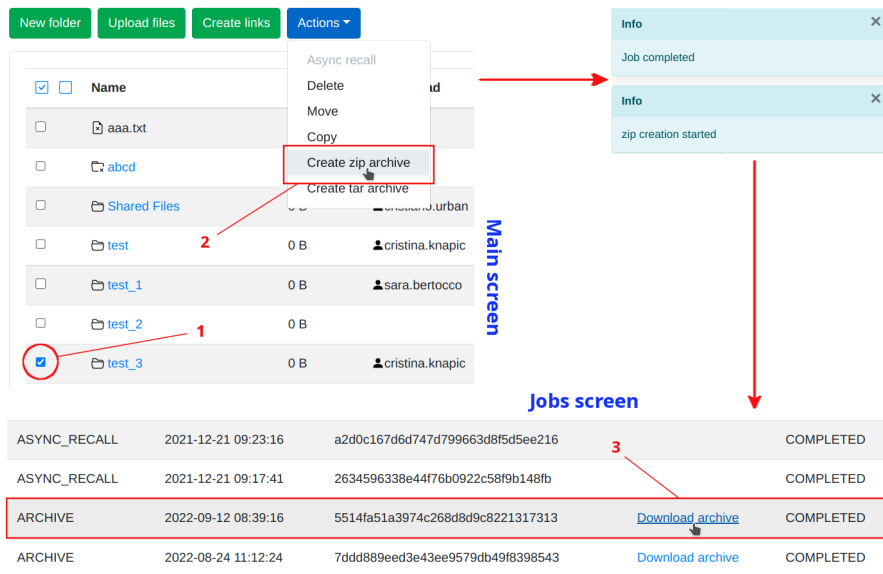 New folder Upload files Create links Actions
Async recall
Delete
Move
Copy
Create zip archive
Create tar archive
Name ad
aaa.txt
abcd
Shared Files 0 B cristiano.urban
test 0 B cristina.knapic
test_1 0 B sara.bertocco
test_2 0 B
test_3 0 B cristina.knapic
2
1
Main screen
Info ×
Job completed
Info ×
zip creation started
Jobs screen
3
ASYNC_RECALL 2021-12-21 09:23:16 a2d0c167d6d747d799663d8f5d5ee216 COMPLETED
ASYNC_RECALL 2021-12-21 09:17:41 2634596338e44f76b0922c58f9b148fb COMPLETED
ARCHIVE 2022-09-12 08:39:16 5514fa51a3974c268d8d9c8221317313 Download archive COMPLETED
ARCHIVE 2022-08-24 11:12:24 7ddd889eed3e43ee9579db49f8398543 Download archive COMPLETED